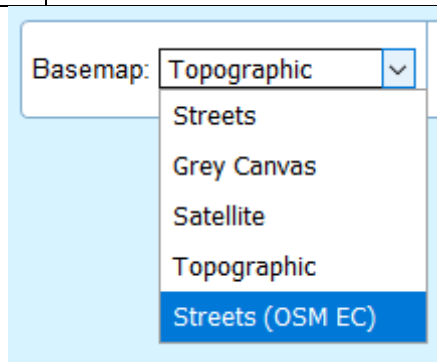 Basemap: Topographic
Streets
Grey Canvas
Satellite
Topographic
Streets (OSM EC)